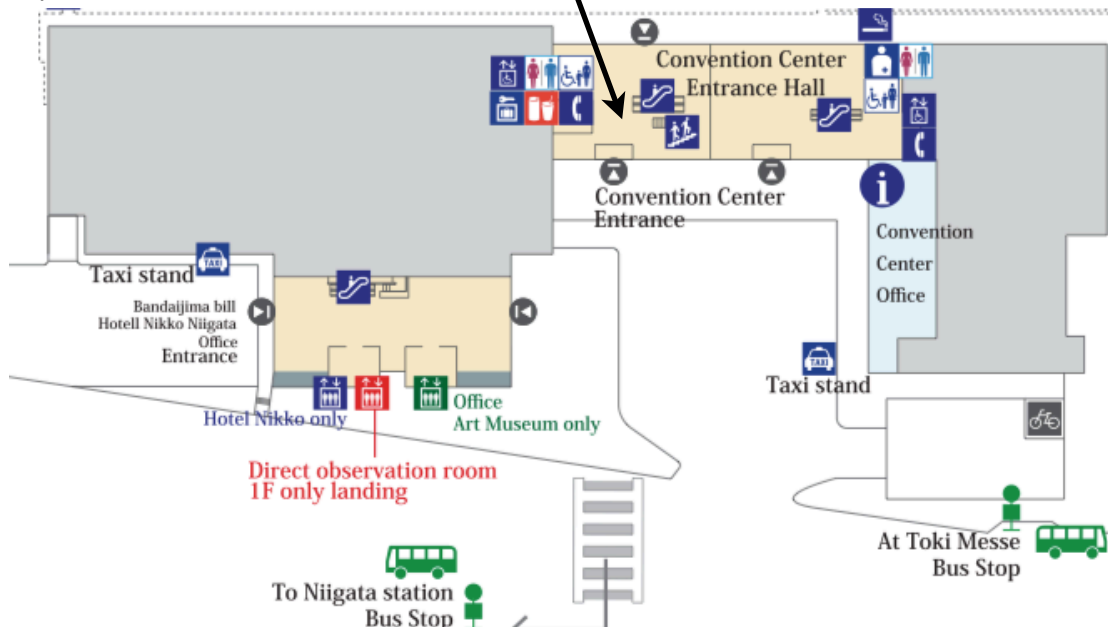 Convention Center
Entrance Hall
Convention Center
Entrance
i
Convention
Center
Office
TAXI
Taxi stand
Bandaijima bill
Hotell Nikko Niigata
Office
Entrance
TAXI
Taxi stand
Hotel Nikko only
Office
Art Museum only
Direct observation room
1F only landing
At Toki Messe
Bus Stop
To Niigata station
Bus Stop